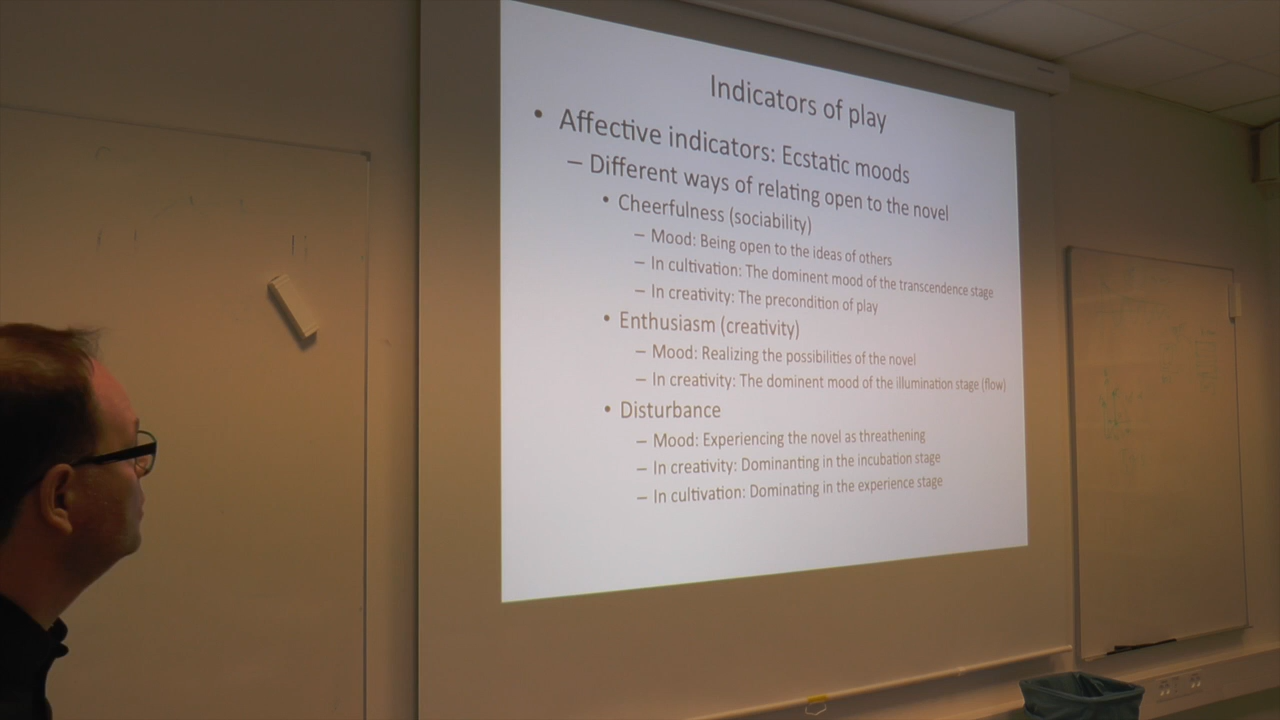 Indicators of play
• Affective indicators: Ecstatic moods
– Different ways of relating open to the novel
• Cheerfulness (sociability)
– Mood: Being open to the ideas of others
– In cultivation: The dominent mood of the transcendence stage
– In creativity: The precondition of play
• Enthusiasm (creativity)
– Mood: Realizing the possibilities of the novel
– In creativity: The dominent mood of the illumination stage (flow)
• Disturbance
– Mood: Experiencing the novel as threathening
– In creativity: Dominanting in the incubation stage
– In cultivation: Dominating in the experience stage